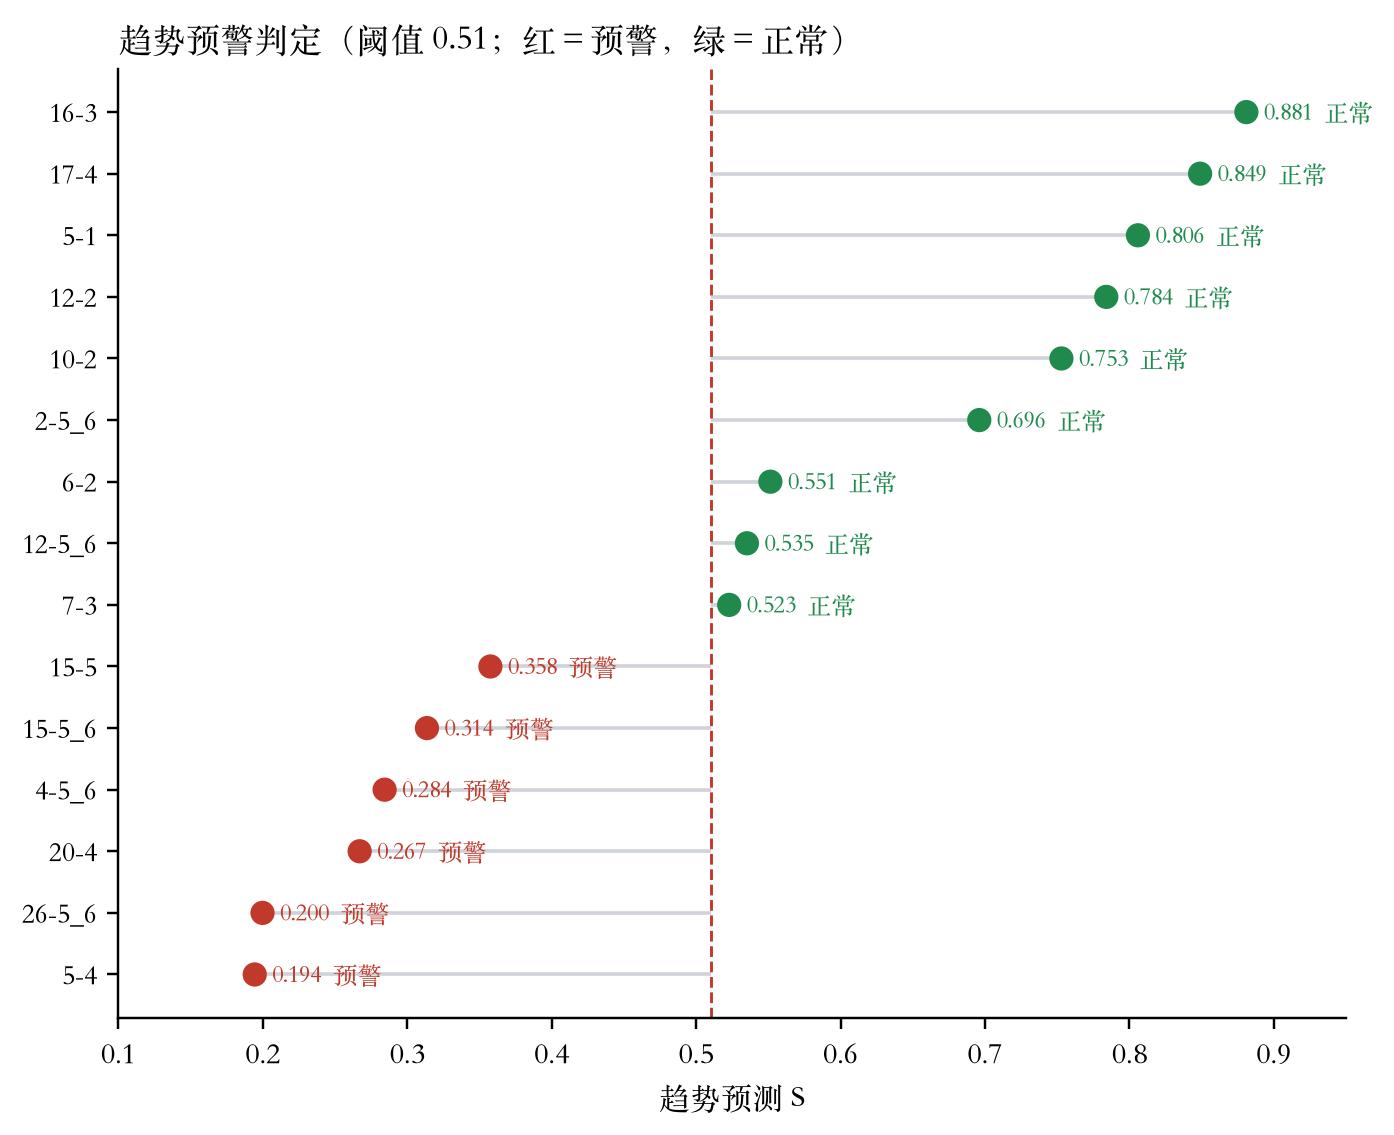 趋势预警判定（阈值 0.51；红 = 预警，绿 = 正常）
16-3 0.881 正常
17-4 0.849 正常
5-1 0.806 正常
12-2 0.784 正常
10-2 0.753 正常
2-5_6 0.696 正常
6-2 0.551 正常
12-5_6 0.535 正常
7-3 0.523 正常
15-5 0.358 预警
15-5_6 0.314 预警
4-5_6 0.284 预警
20-4 0.267 预警
26-5_6 0.200 预警
5-4 0.194 预警
0.1 0.2 0.3 0.4 0.5 0.6 0.7 0.8 0.9
趋势预测 S